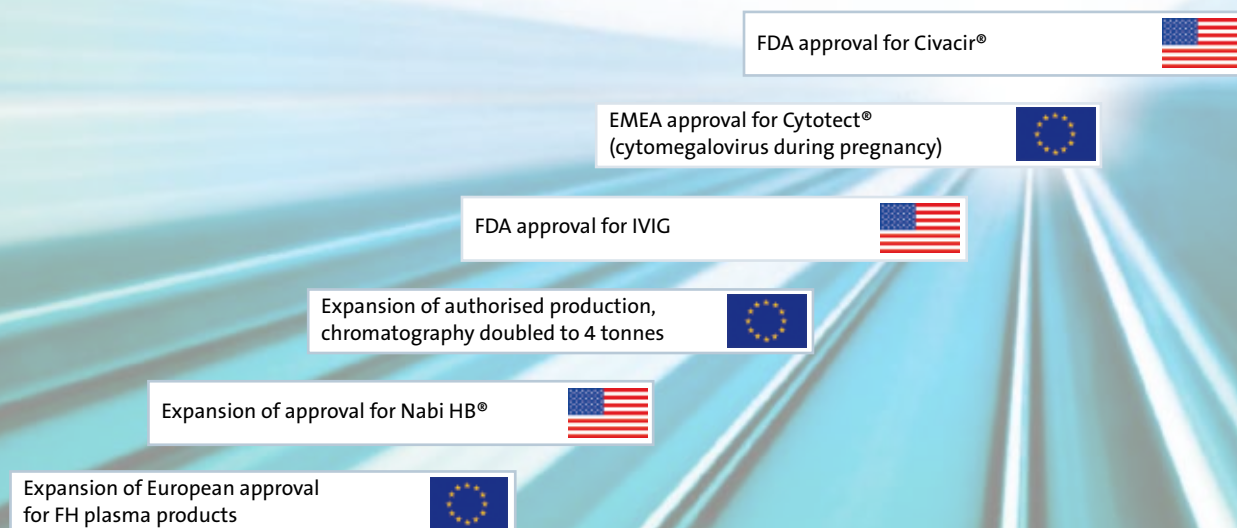 FDA approval for Civacir®
EMEA approval for Cytotect®
(cytomegalovirus during pregnancy)
FDA approval for IVIG
Expansion of authorised production,
chromatography doubled to 4 tonnes
Expansion of approval for Nabi HB®
Expansion of European approval
for FH plasma products